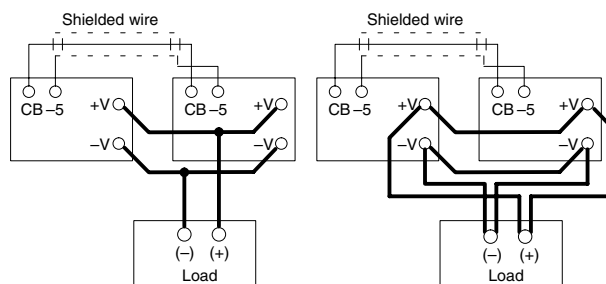 Shielded wire
Shielded wire
CB –5
+V
CB –5
+V
CB –5
+V
CB –5
+V
–V
–V
–V
–V
(–)
(+)
(–)
(+)
Load
Load